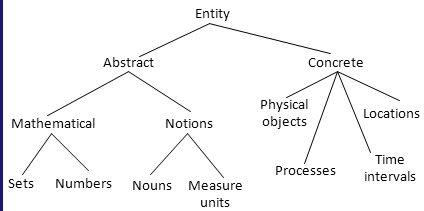 Entity
Abstract
Concrete
Physical
objects
Locations
Mathematical
Notions
Processes
Time
intervals
Sets
Numbers
Nouns
Measure
units